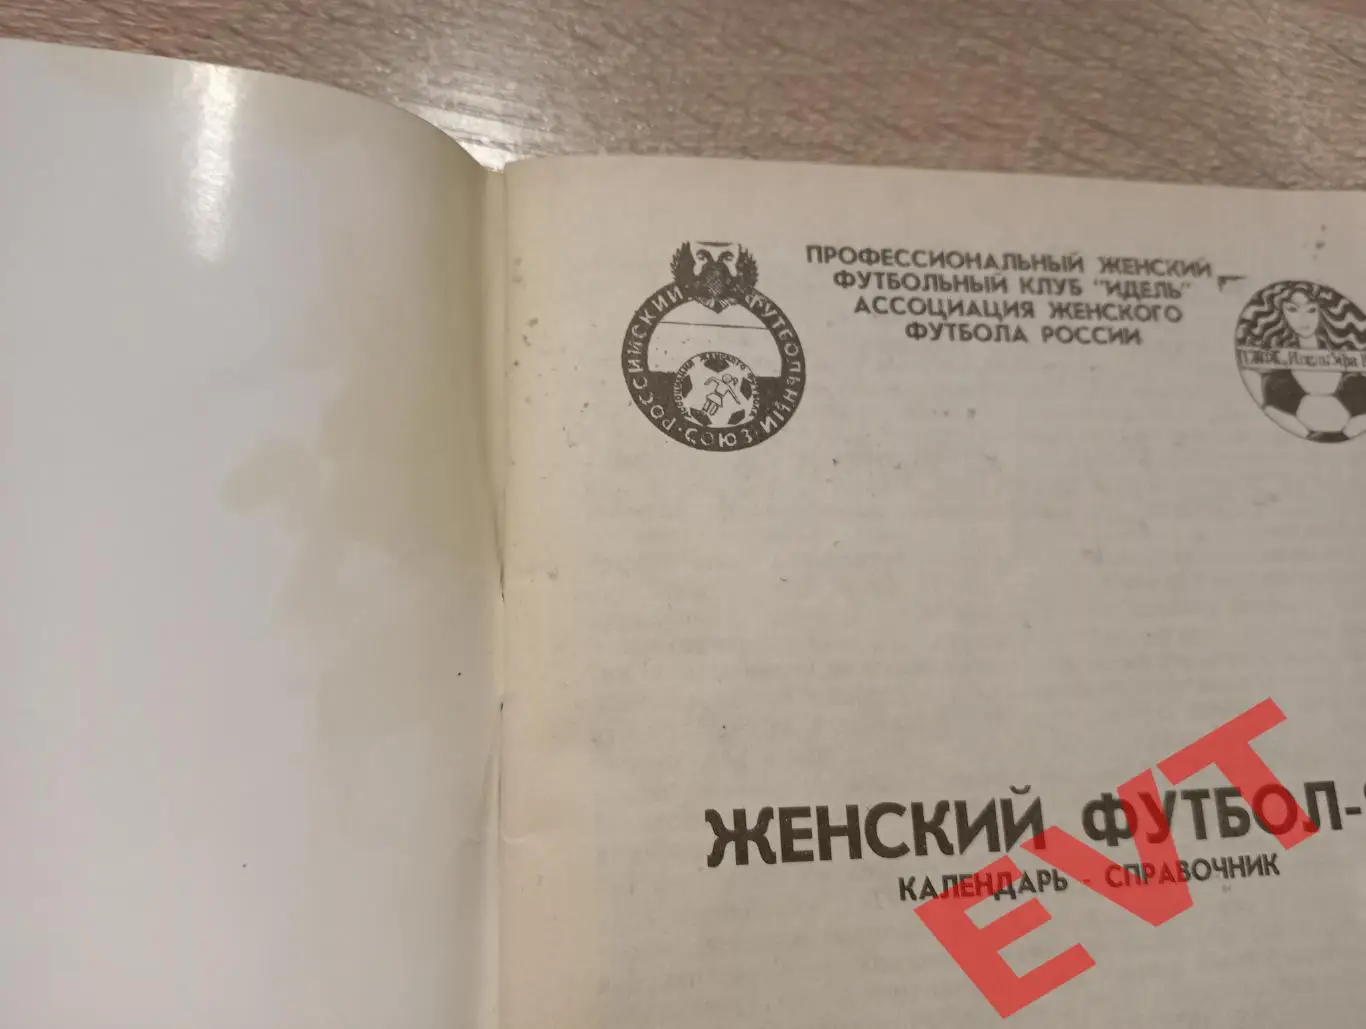 ПРОФЕССИОНАЛЬНЫЙ ЖЕНСКИЙ
ФУТБОЛЬНЫЙ КЛУБ "ИДЕЛЬ"
АССОЦИАЦИЯ ЖЕНСКОГО
ФУТБОЛА РОССИИ
РОССИЙСКИЙ ФУТБОЛЬНЫЙ
СОЮЗ
ЖЕНСКИЙ ФУТБОЛ-
КАЛЕНДАРЬ - СПРАВОЧНИК
EVT